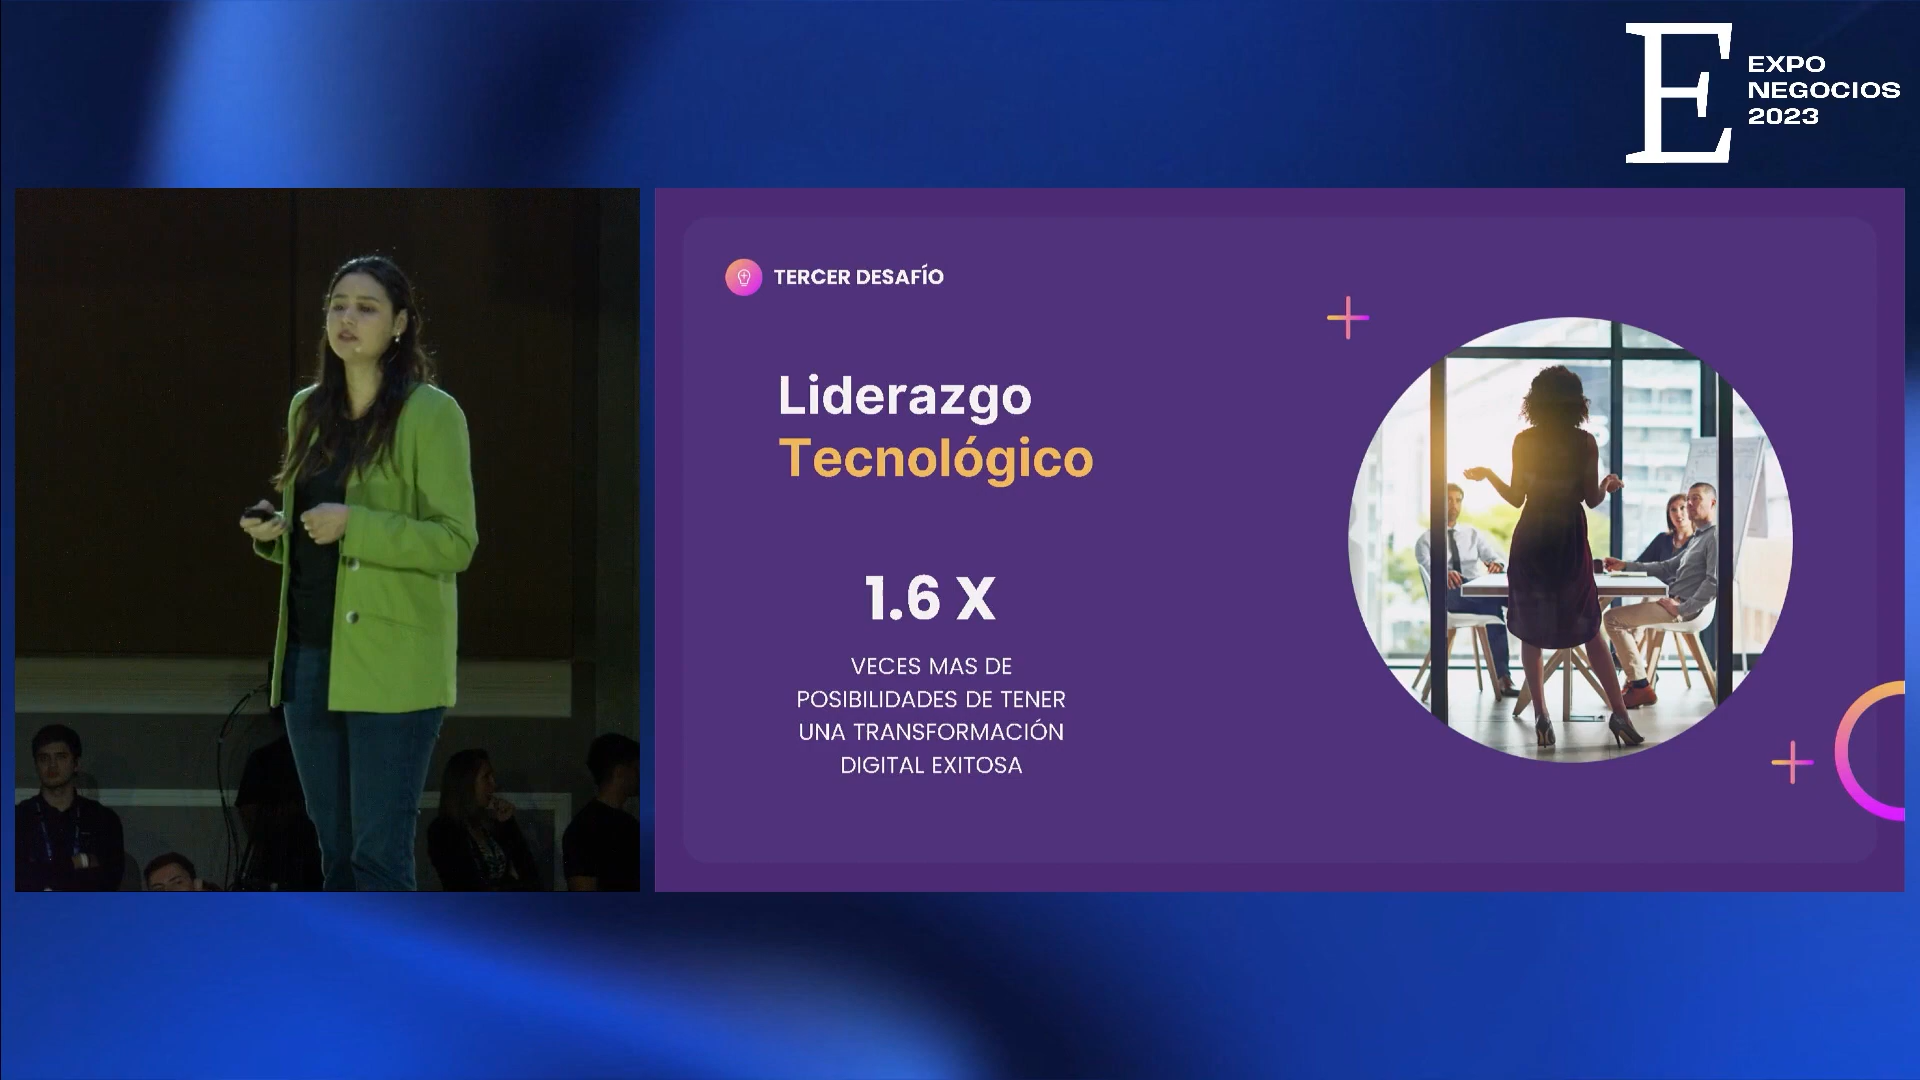 EXPO
NEGOCIOS
2023
TERCER DESAFÍO
Liderazgo
Tecnológico
1.6 X
VECES MAS DE
POSIBILIDADES DE TENER
UNA TRANSFORMACIÓN
DIGITAL EXITOSA